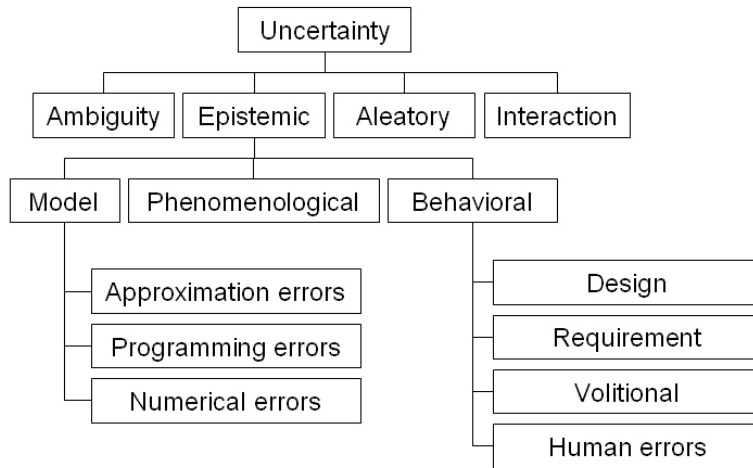 Uncertainty
Ambiguity
Epistemic
Aleatory
Interaction
Model
Phenomenological
Behavioral
Approximation errors
Programming errors
Numerical errors
Design
Requirement
Volitional
Human errors